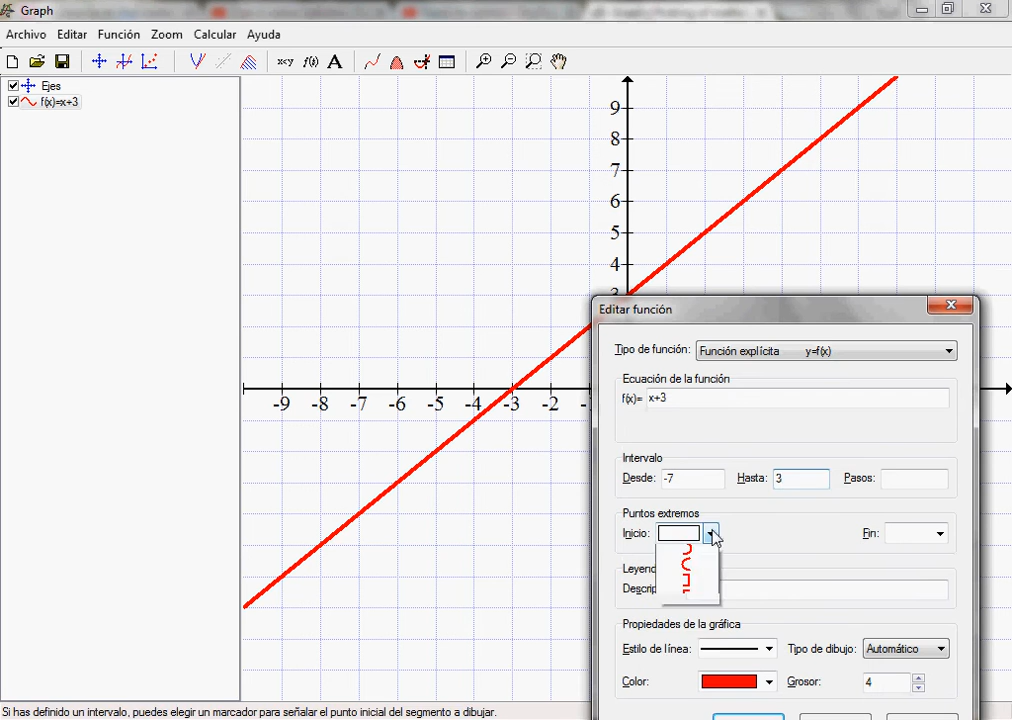 Graph
Archivo Editar Función Zoom Calcular Ayuda
x<y f(x) A
Ejes
f(x)=x+3
9
8
7
6
5
4
3
-9 -8 -7 -6 -5 -4 -3 -2
Editar función
Tipo de función: Función explícita y=f(x)
Ecuación de la función
f(x)= x+3
Intervalo
Desde: -7 Hasta: 3 Pasos:
Puntos extremos
Inicio: Fin:
Leyend
Descrip
Propiedades de la gráfica
Estilo de línea: Tipo de dibujo: Automático
Color: Grosor: 4
Si has definido un intervalo, puedes elegir un marcador para señalar el punto inicial del segmento a dibujar.